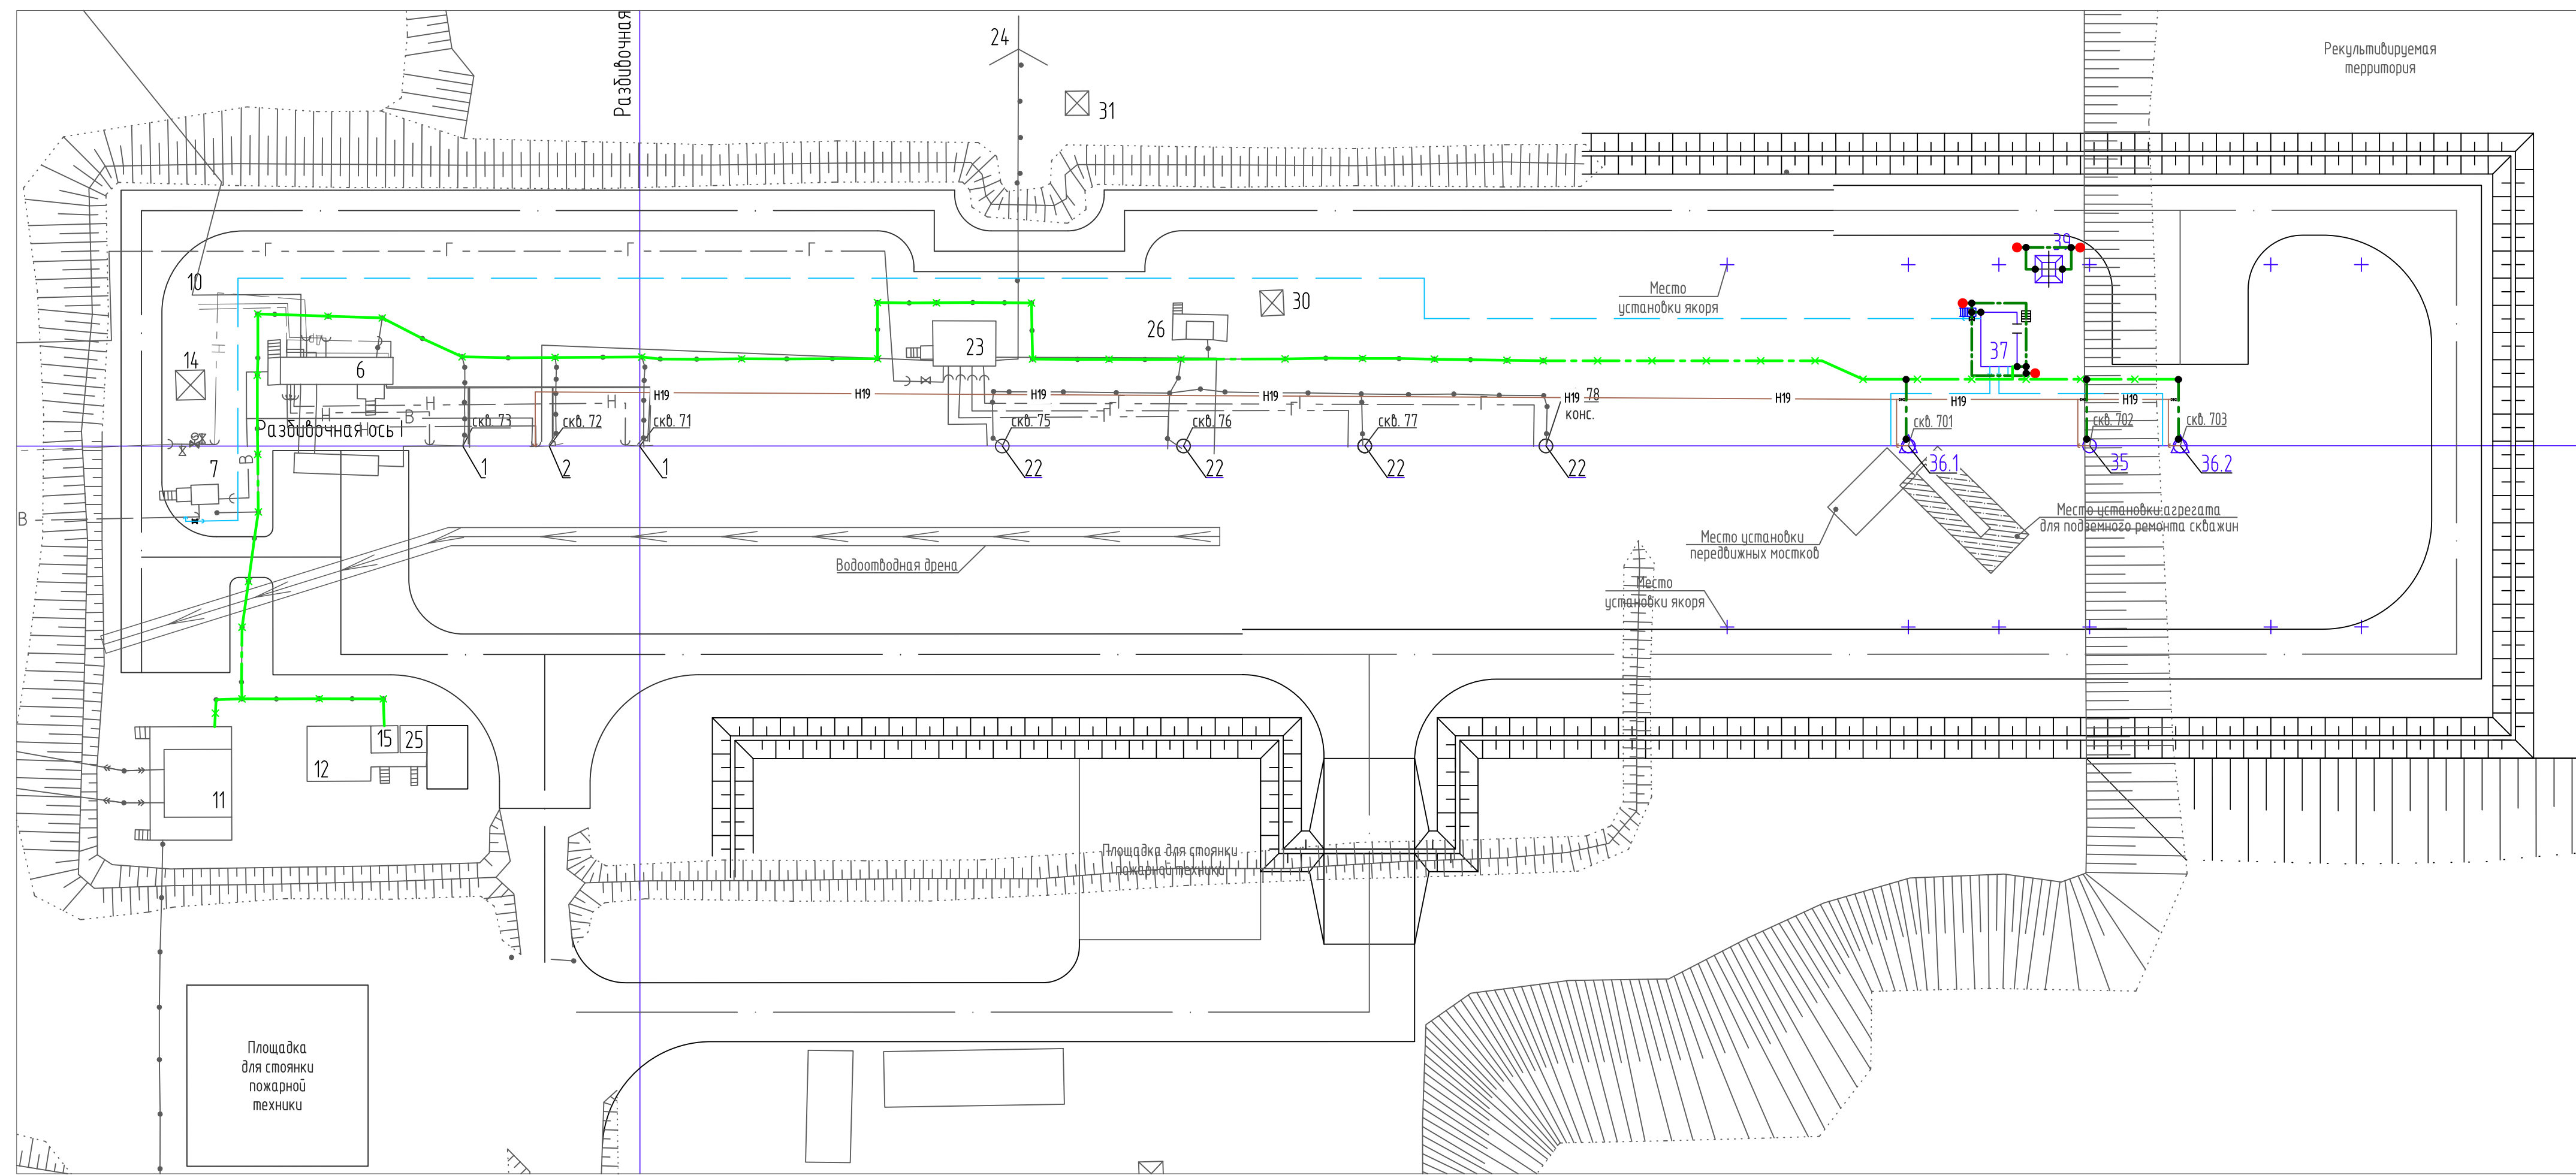 Разбивочная
24
31
Рекультивируемая
территория
Г Г Г Г
10
39
Место
установки якоря
30
26
14
23
6
37
Н
Н19 Н19 Н19 Н19 Н19 Н19 Н19
78
конс.
Н Н В
Н Н
Г Г Г
Разбивочная ось I
скв. 73
скв. 72
скв. 71
скв. 75
скв. 76
скв. 77
скв. 701
скв. 702
скв. 703
7
В
1
2
1
22
22
22
22
36.1
35
36.2
В
Место установки агрегата
для подземного ремонта скважин
Место установки
передвижных мостков
Водоотводная дрена
Место
установки якоря
15
25
12
11
Площадка для стоянки
пожарной техники
Площадка
для стоянки
пожарной
техники